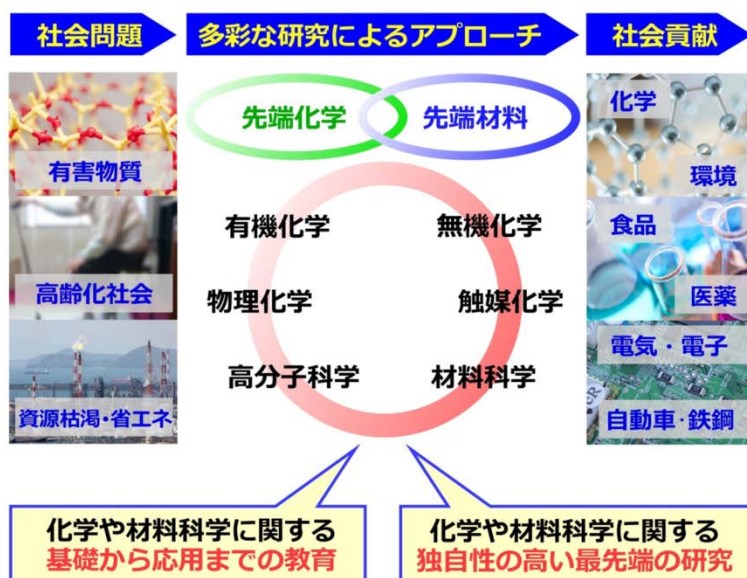 社会問題
多彩な研究によるアプローチ
社会貢献
有害物質
高齢化社会
資源枯渇・省エネ
先端化学
先端材料
有機化学
無機化学
物理化学
触媒化学
高分子科学
材料科学
化学
環境
食品
医薬
電気・電子
自動車・鉄鋼
化学や材料科学に関する
基礎から応用までの教育
化学や材料科学に関する
独自性の高い最先端の研究